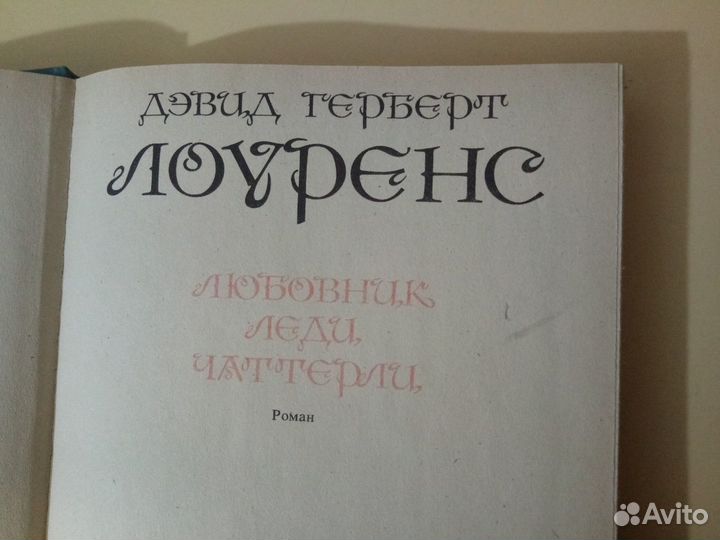 ДЭВИД ГЕРБЕРТ
ЛОУРЕНС
ЛЮБОВНИК
ЛЕДИ
ЧАТТЕРЛИ
Роман
Avito